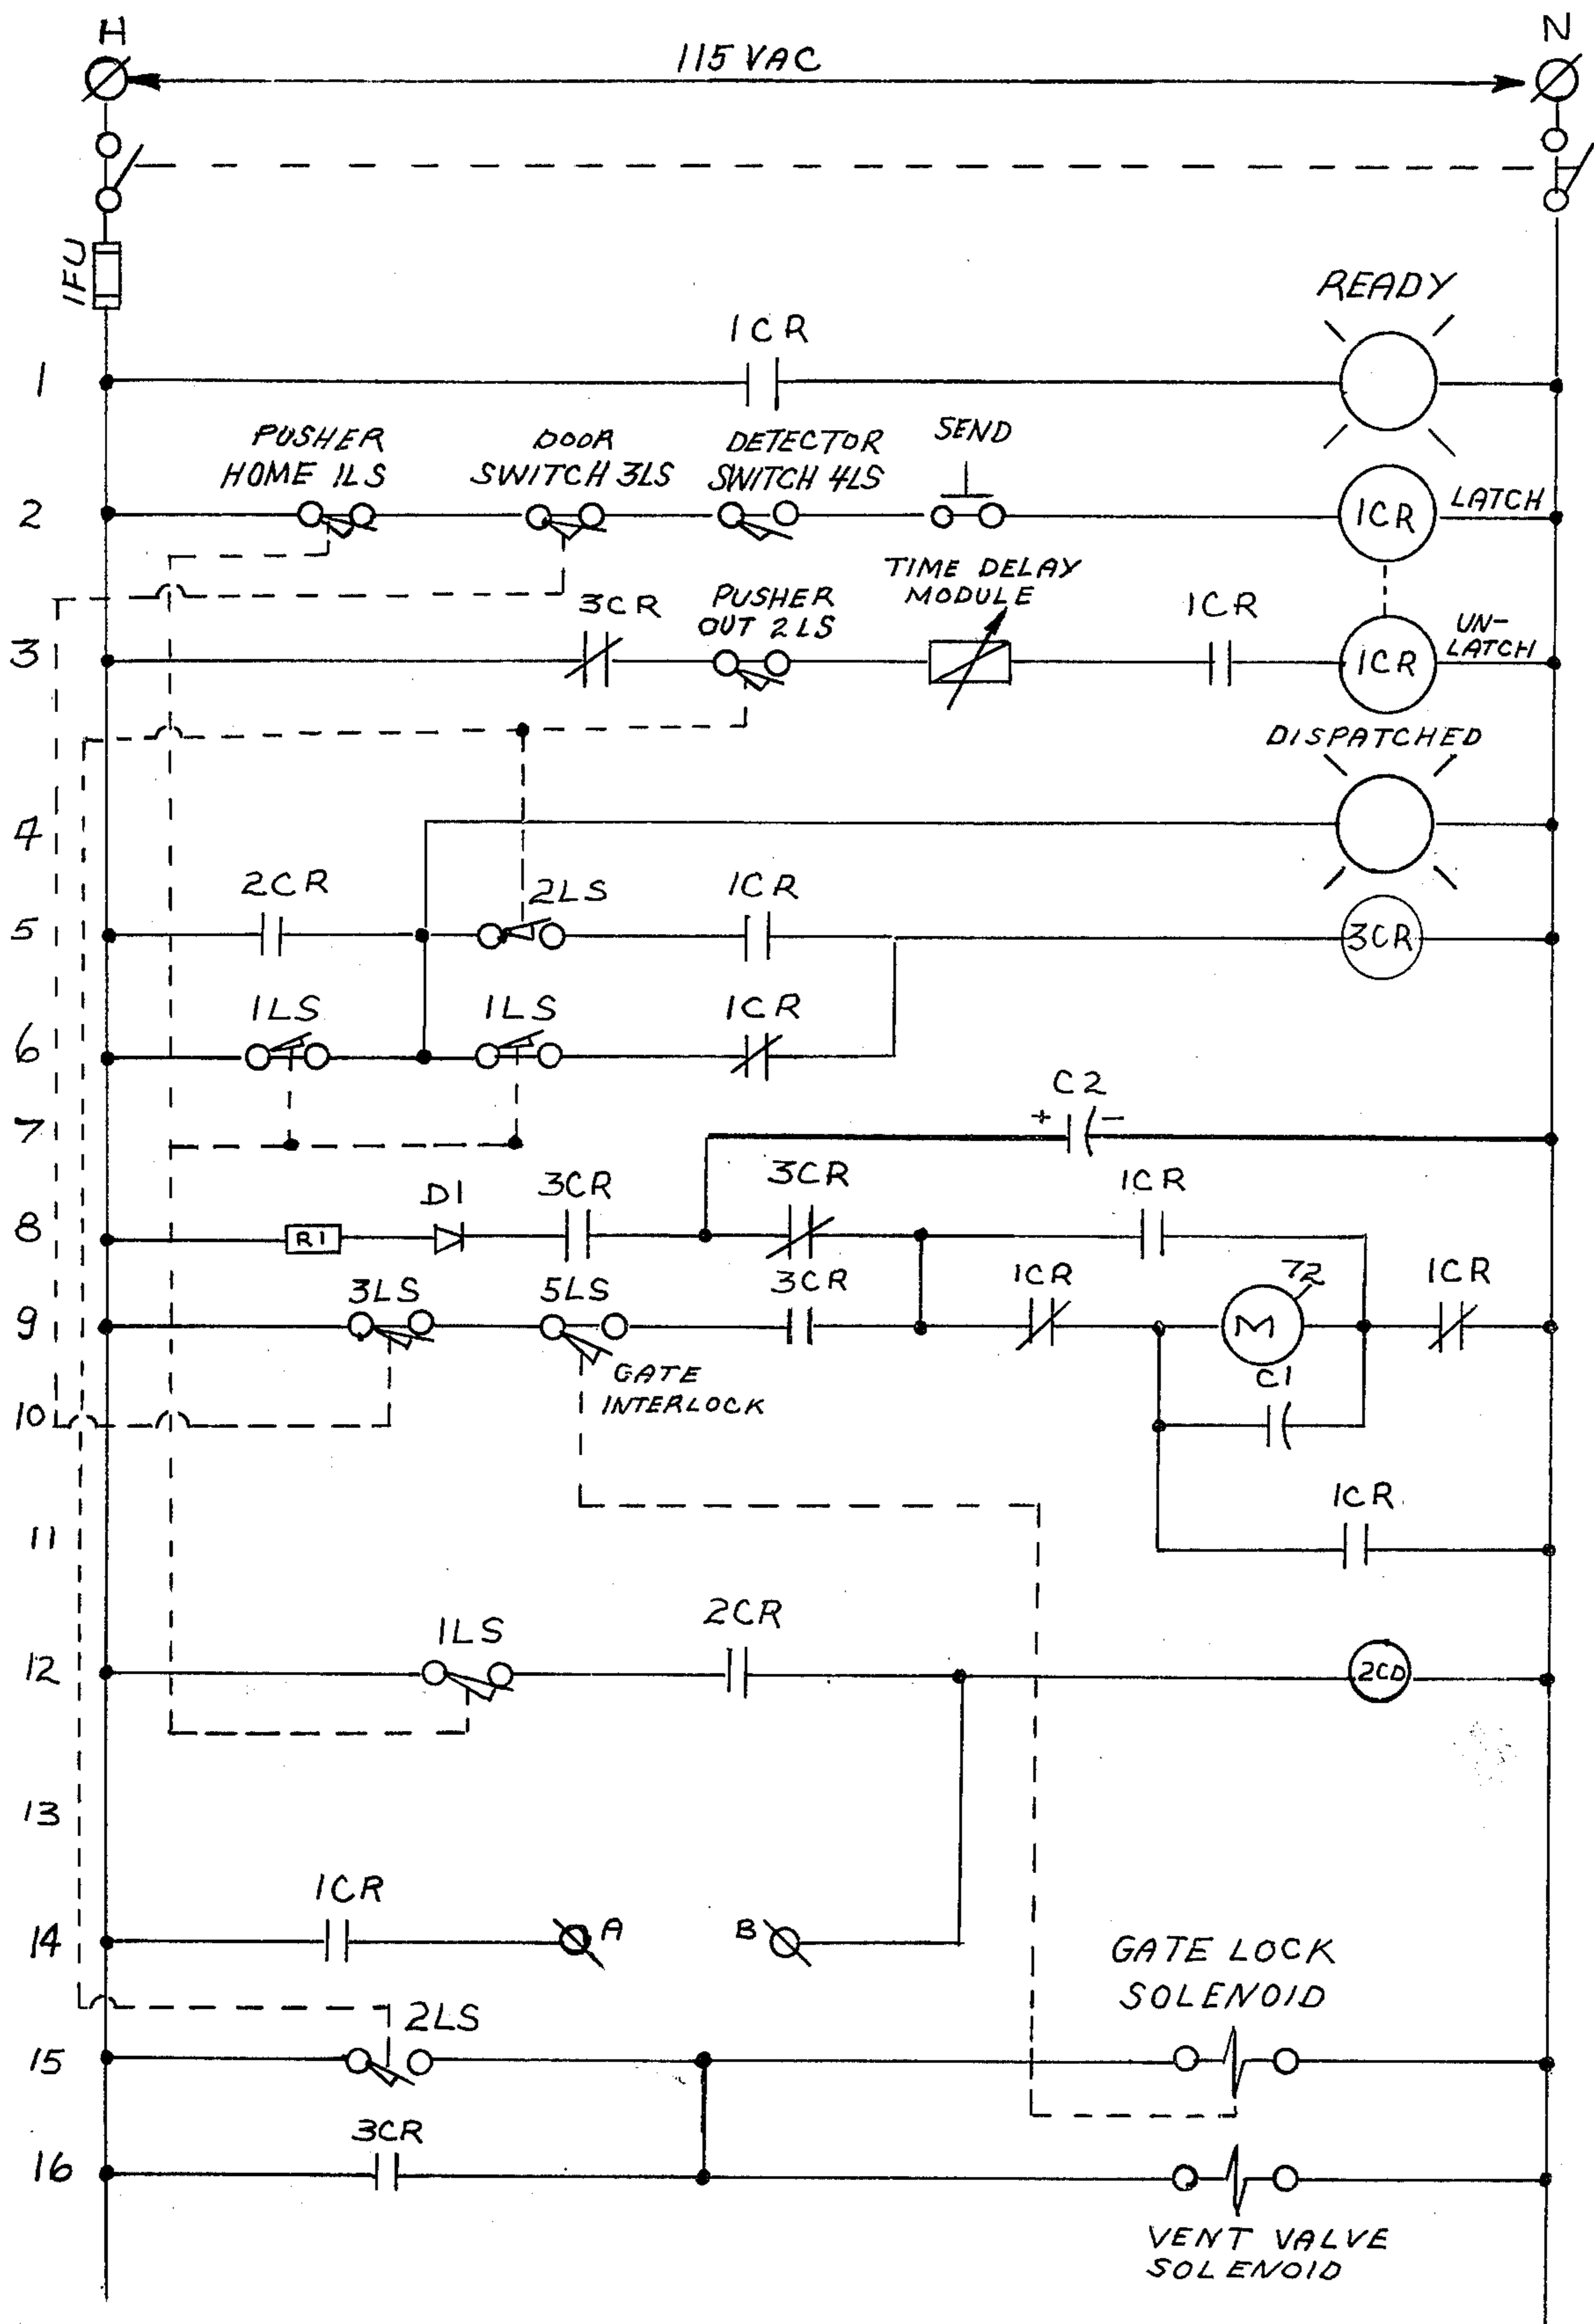 H
N
115 VAC
1FU
READY
1CR
1
PUSHER
HOME 1LS
DOOR
SWITCH 3LS
DETECTOR
SWITCH 4LS
SEND
2
1CR
LATCH
3CR
PUSHER
OUT 2LS
TIME DELAY
MODULE
1CR
3
1CR
UN-
LATCH
DISPATCHED
4
2CR
2LS
1CR
5
3CR
1LS
1LS
1CR
6
C2
+
-
7
D1
3CR
3CR
1CR
8
R1
3LS
5LS
3CR
1CR
72
1CR
9
M
GATE
INTERLOCK
C1
10
1CR
11
1LS
2CR
12
2CD
13
1CR
14
A
B
GATE LOCK
SOLENOID
2LS
15
3CR
16
VENT VALVE
SOLENOID